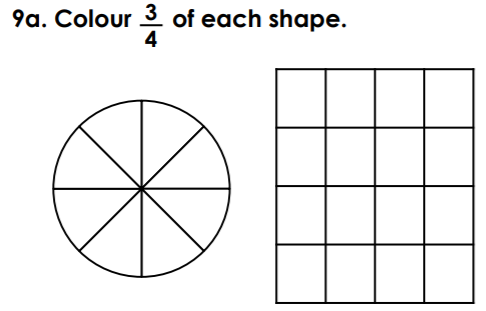 9a. Colour 3/4 of each shape.